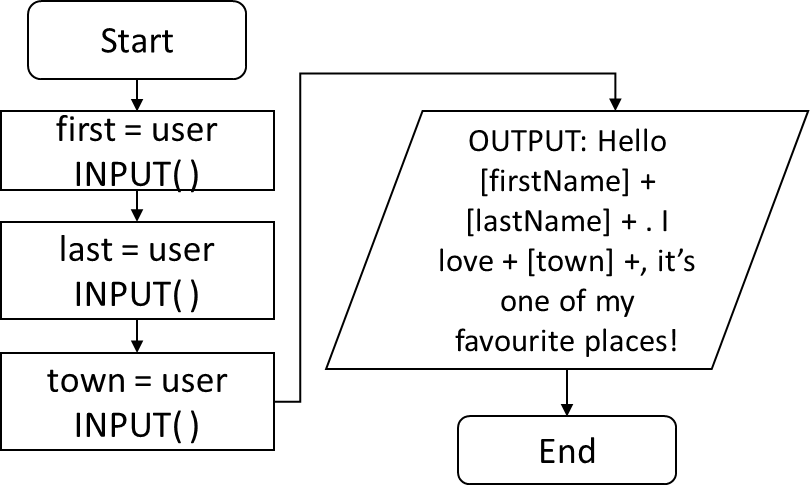 Start
first = user
INPUT( )
last = user
INPUT( )
town = user
INPUT( )
OUTPUT: Hello
[firstName] +
[lastName] + . I
love + [town] +, it’s
one of my
favourite places!
End